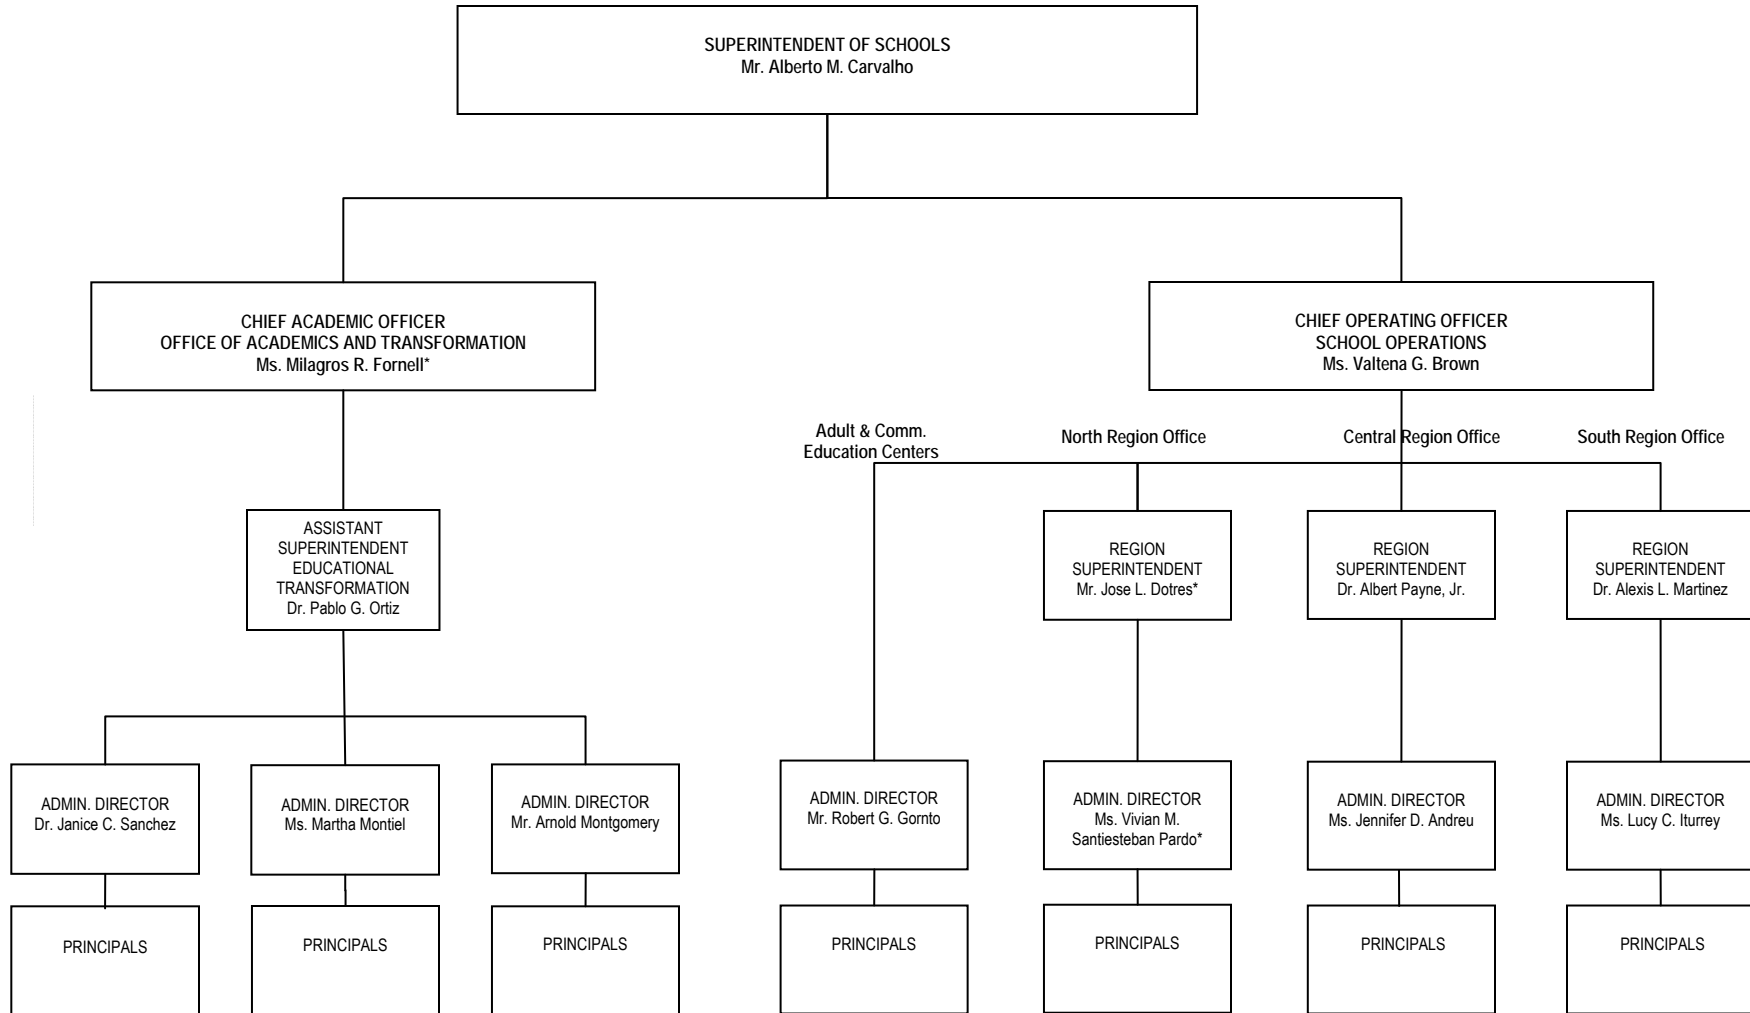 SUPERINTENDENT OF SCHOOLS
Mr. Alberto M. Carvalho
CHIEF ACADEMIC OFFICER
OFFICE OF ACADEMICS AND TRANSFORMATION
Ms. Milagros R. Fornell*
CHIEF OPERATING OFFICER
SCHOOL OPERATIONS
Ms. Valtena G. Brown
Adult & Comm.
Education Centers
North Region Office
Central Region Office
South Region Office
ASSISTANT
SUPERINTENDENT
EDUCATIONAL
TRANSFORMATION
Dr. Pablo G. Ortiz
REGION
SUPERINTENDENT
Mr. Jose L. Dotres*
REGION
SUPERINTENDENT
Dr. Albert Payne, Jr.
REGION
SUPERINTENDENT
Dr. Alexis L. Martinez
ADMIN. DIRECTOR
Dr. Janice C. Sanchez
ADMIN. DIRECTOR
Ms. Martha Montiel
ADMIN. DIRECTOR
Mr. Arnold Montgomery
ADMIN. DIRECTOR
Mr. Robert G. Gornto
ADMIN. DIRECTOR
Ms. Vivian M.
Santiesteban Pardo*
ADMIN. DIRECTOR
Ms. Jennifer D. Andreu
ADMIN. DIRECTOR
Ms. Lucy C. Iturrey
PRINCIPALS
PRINCIPALS
PRINCIPALS
PRINCIPALS
PRINCIPALS
PRINCIPALS
PRINCIPALS